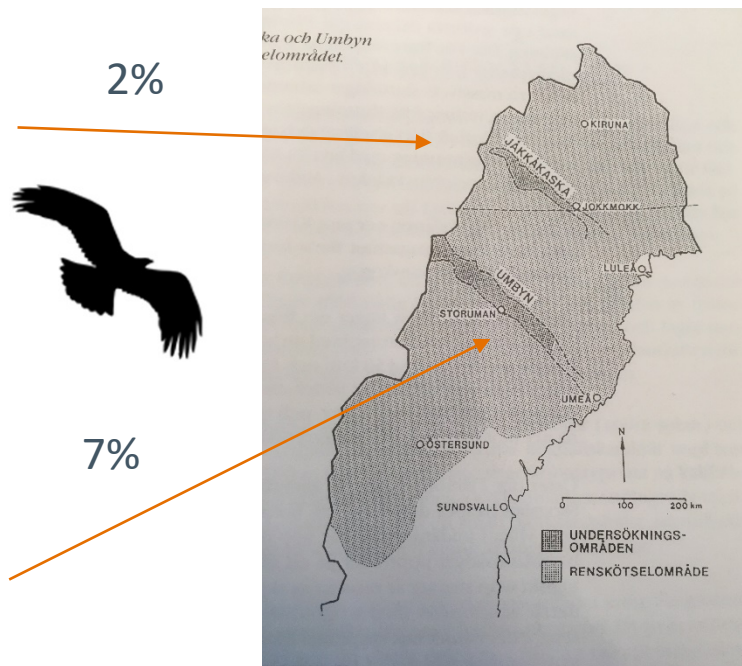 2%
7%
ka och Umbyn
elområdet.
KIRUNA
JÅKKÅKASKA
JOKKMOKK
LULEÅ
UMBYN
STORUMAN
UMEÅ
ÖSTERSUND
N
SUNDSVALL
0 100 200 km
UNDERSÖKNINGS-
OMRÅDEN
RENSKÖTSELOMRÅDE